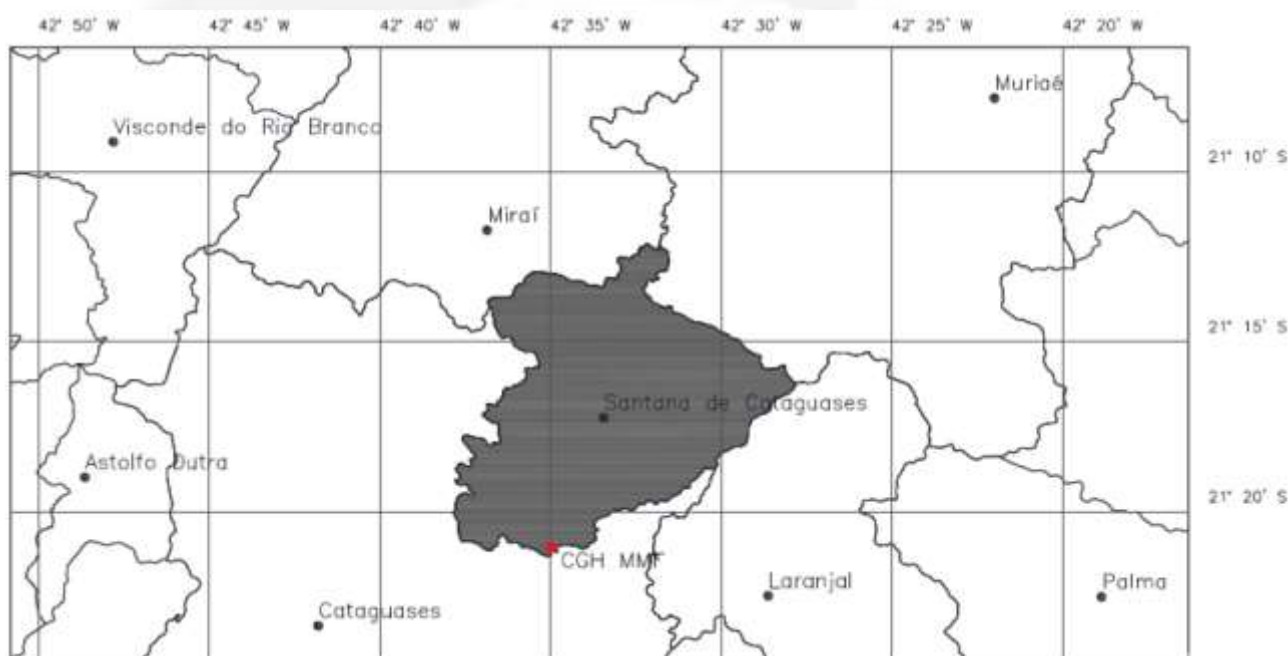 42° 50' W 42° 45' W 42° 40' W 42° 35' W 42° 30' W 42° 25' W 42° 20' W
Muriaé
Visconde do Rio Branco
21° 10' S
Miraí
21° 15' S
Santana de Cataguases
Astolfo Dutra
21° 20' S
CGH MMF
Laranjal
Palma
Cataguases